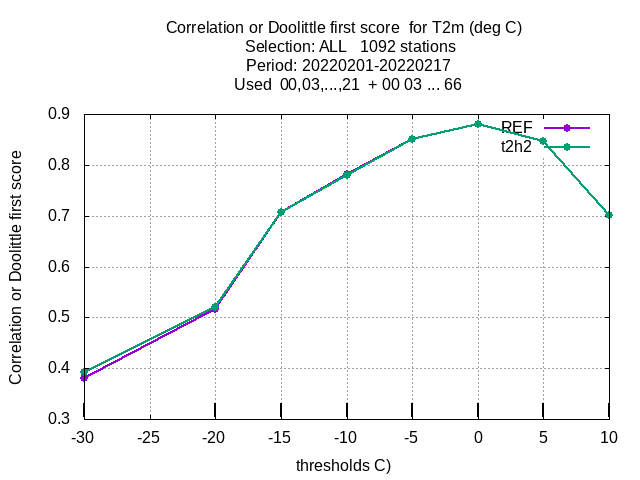 Correlation or Doolittle first score  for T2m (deg C)
Selection: ALL   1092 stations
Period: 20220201-20220217
Used  00,03,...,21  + 00 03 ... 66
REF
t2h2
Correlation or Doolittle first score
0.9
0.8
0.7
0.6
0.5
0.4
0.3
-30 -25 -20 -15 -10 -5 0 5 10
thresholds C)